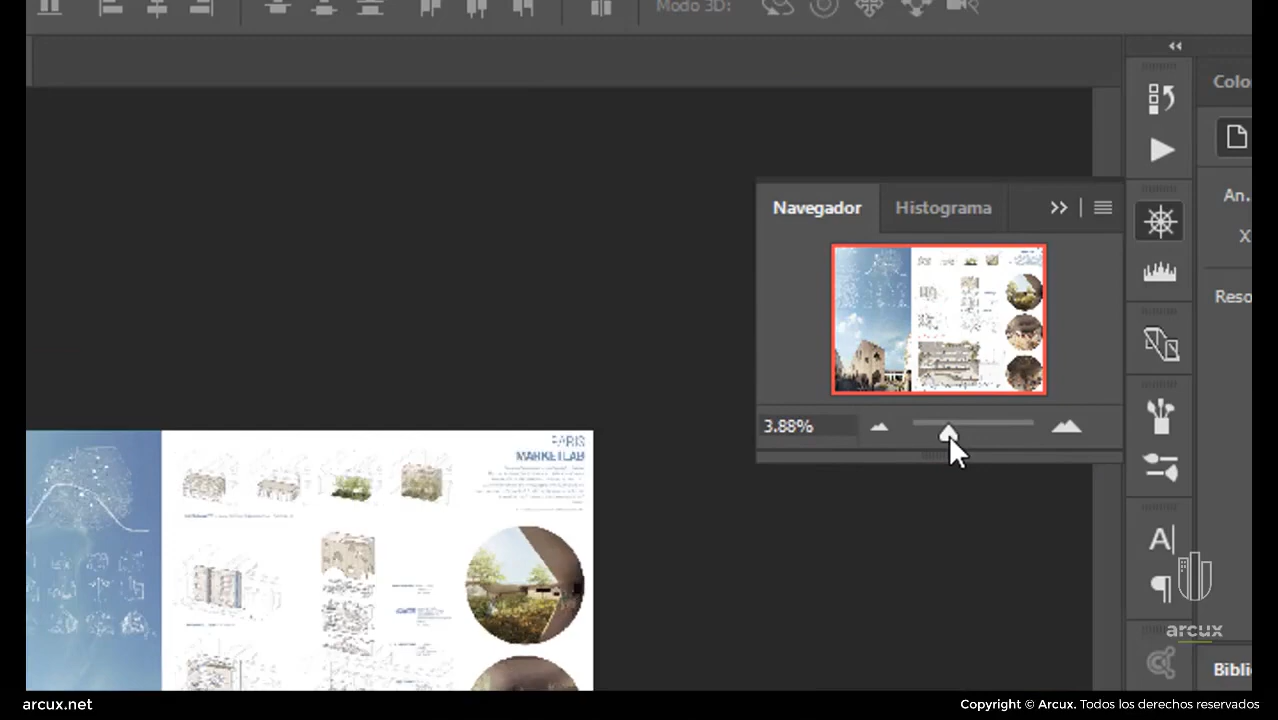 Modo 3D:
Colo
Navegador
Histograma
An.
X
Reso
3.88%
PARIS
MARKETLAB
A
arcux
Bibli
arcux.net
Copyright © Arcux. Todos los derechos reservados